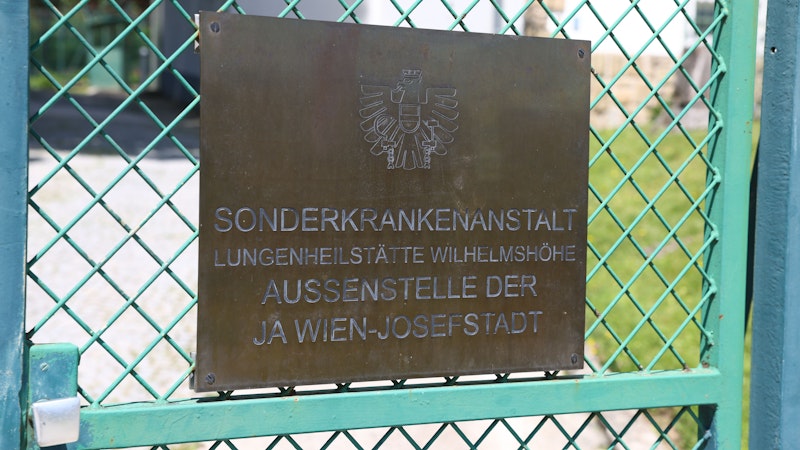 SONDERKRANKENANSTALT
LUNGENHEILSTÄTTE WILHELMSHÖHE
AUSSENSTELLE DER
JA WIEN-JOSEFSTADT